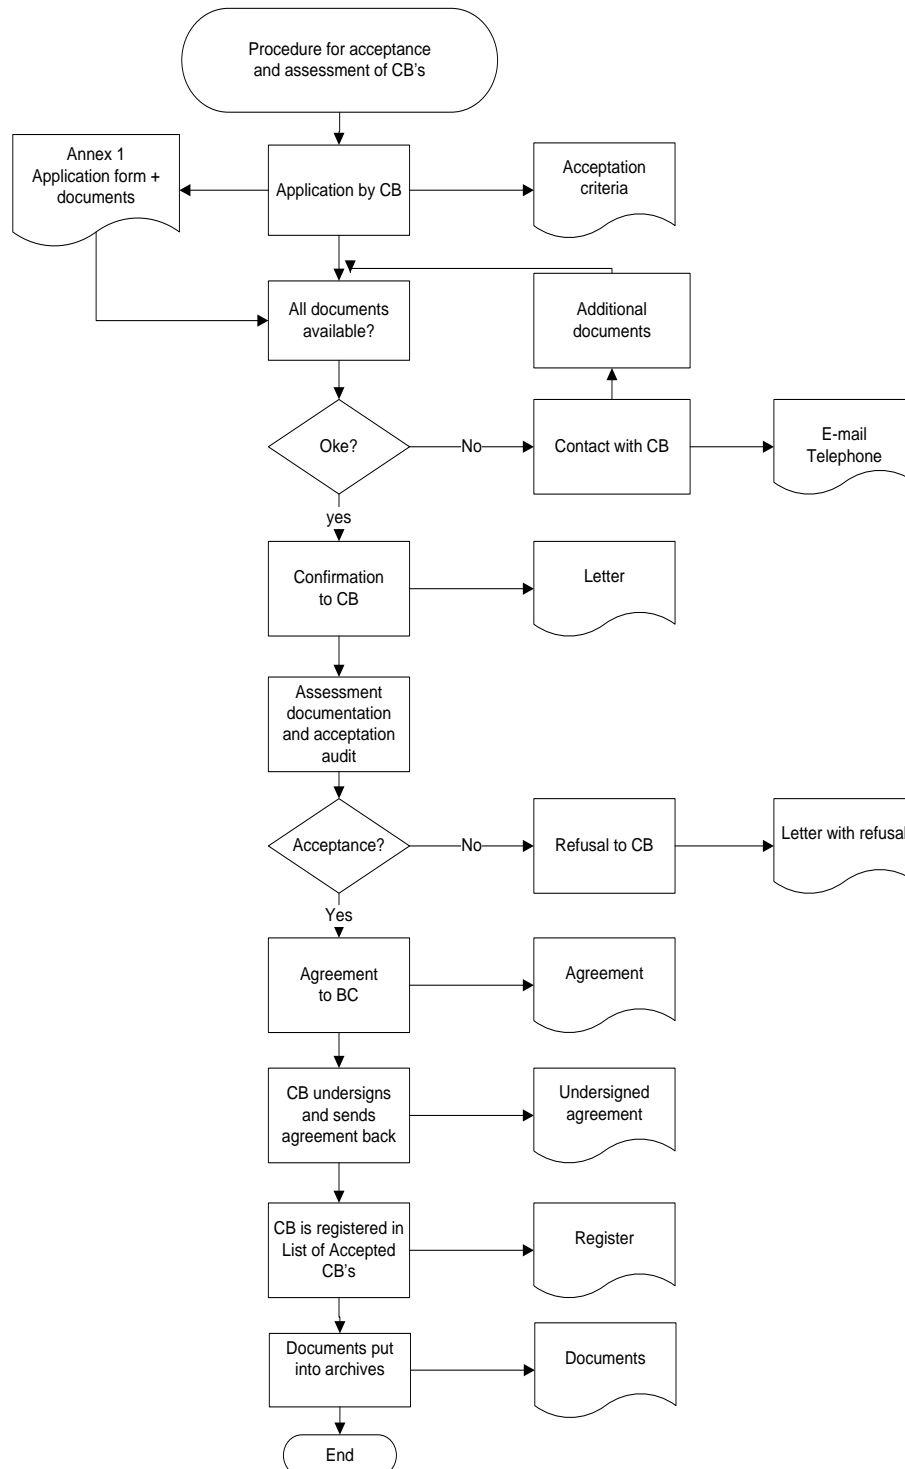 Procedure for acceptance
and assessment of CB's
Annex 1
Application form +
documents
Application by CB
Acceptation
criteria
All documents
available?
Additional
documents
Oke?
No
Contact with CB
E-mail
Telephone
yes
Confirmation
to CB
Letter
Assessment
documentation
and acceptation
audit
Acceptance?
No
Refusal to CB
Letter with refusal
Yes
Agreement
to BC
Agreement
CB undersigns
and sends
agreement back
Undersigned
agreement
CB is registered in
List of Accepted
CB's
Register
Documents put
into archives
Documents
End